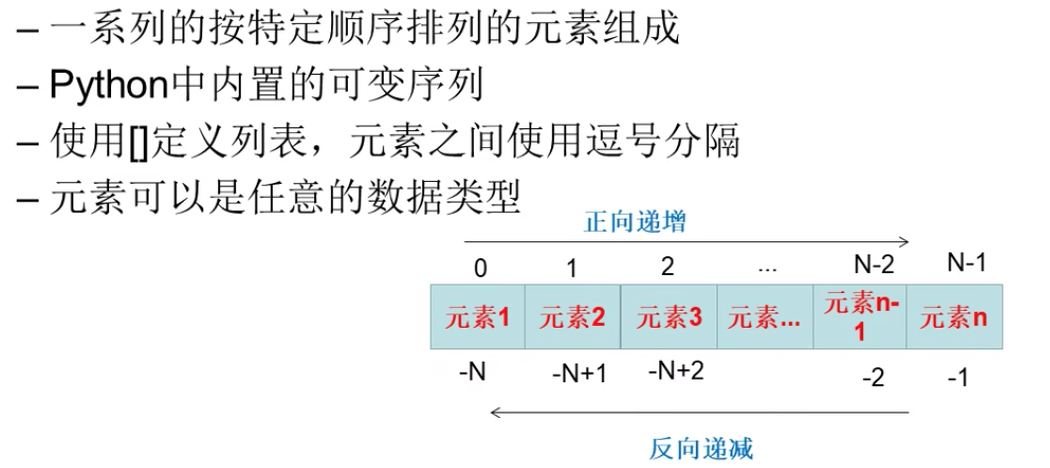 – 一系列的按特定顺序排列的元素组成
– Python中内置的可变序列
– 使用[]定义列表，元素之间使用逗号分隔
– 元素可以是任意的数据类型
正向递增
0 1 2 ... N-2 N-1
元素1 元素2 元素3 元素... 元素n-1 元素n
-N -N+1 -N+2 -2 -1
反向递减